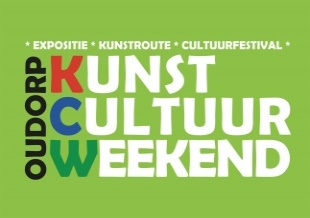 * EXPOSITIE * KUNSTROUTE * CULTUURFESTIVAL *
OUDORP
KUNST
CULTUUR
WEEKEND